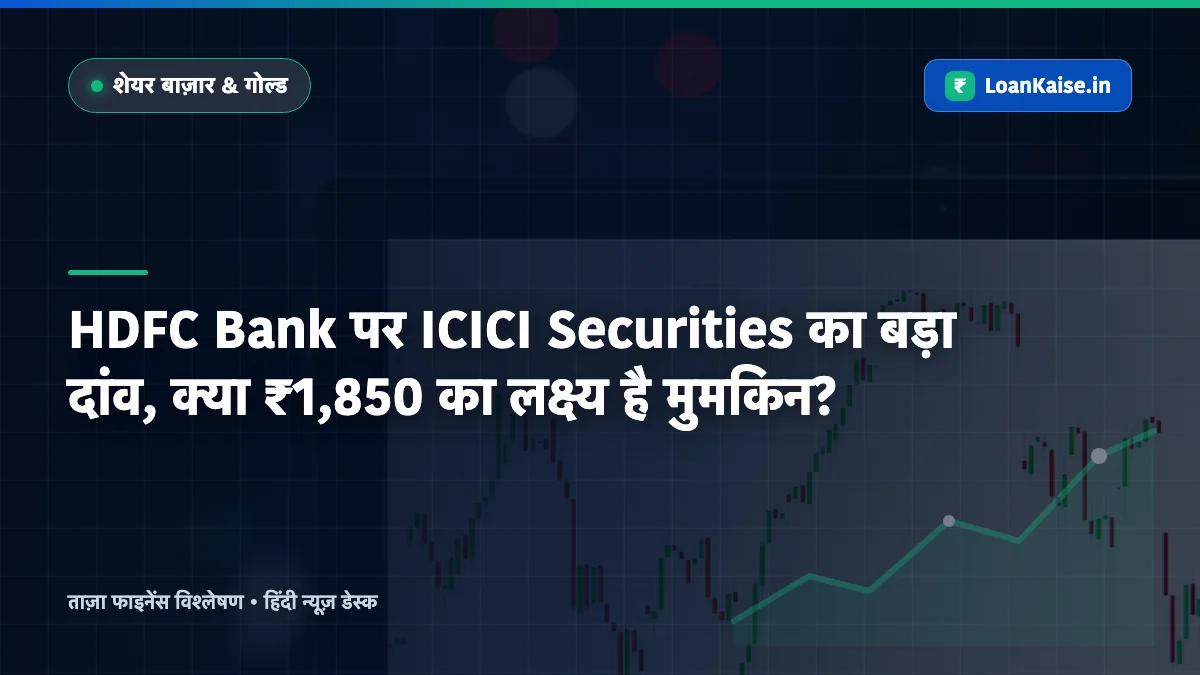 शेयर बाज़ार & गोल्ड
₹ LoanKaise.in
HDFC Bank पर ICICI Securities का बड़ा
दांव, क्या ₹1,850 का लक्ष्य है मुमकिन?
ताज़ा फाइनेंस विश्लेषण • हिंदी न्यूज़ डेस्क